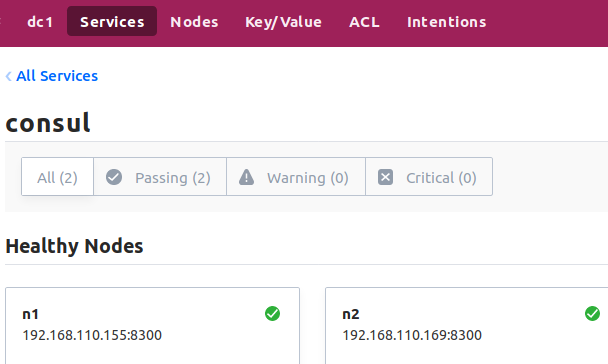 dc1 Services Nodes Key/Value ACL Intentions
All Services
consul
All (2) Passing (2) Warning (0) Critical (0)
Healthy Nodes
n1 n2
192.168.110.155:8300 192.168.110.169:8300